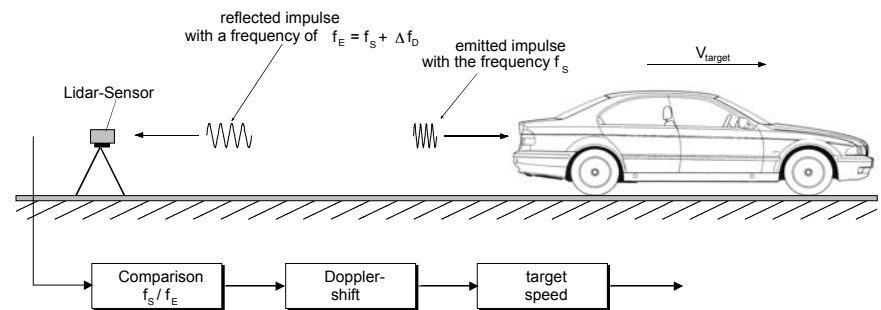 reflected impulse
with a frequency of f_E = f_S + Δf_D
emitted impulse
with the frequency f_S
V_target
Lidar-Sensor
Comparison
f_S / f_E
Doppler-
shift
target
speed